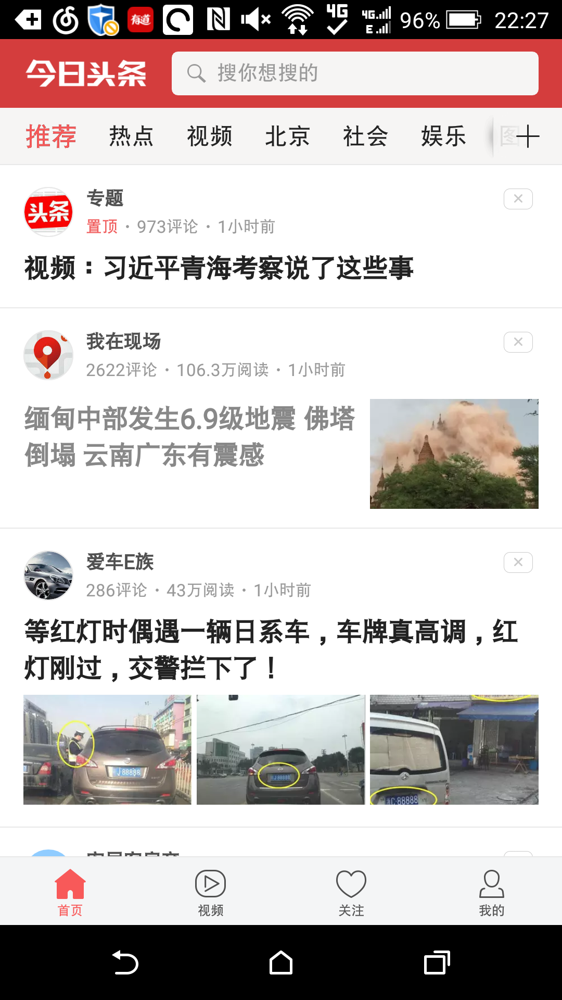 有道
4G
4G
E
96%
22:27
今日头条
搜你想搜的
推荐 热点 视频 北京 社会 娱乐 图
头条
专题
置顶 · 973评论 · 1小时前
视频：习近平青海考察说了这些事
我在现场
2622评论 · 106.3万阅读 · 1小时前
缅甸中部发生6.9级地震 佛塔
倒塌 云南广东有震感
爱车E族
286评论 · 43万阅读 · 1小时前
等红灯时偶遇一辆日系车，车牌真高调，红
灯刚过，交警拦下了！
J·88888
J·88888
C·88888
首页 视频 关注 我的